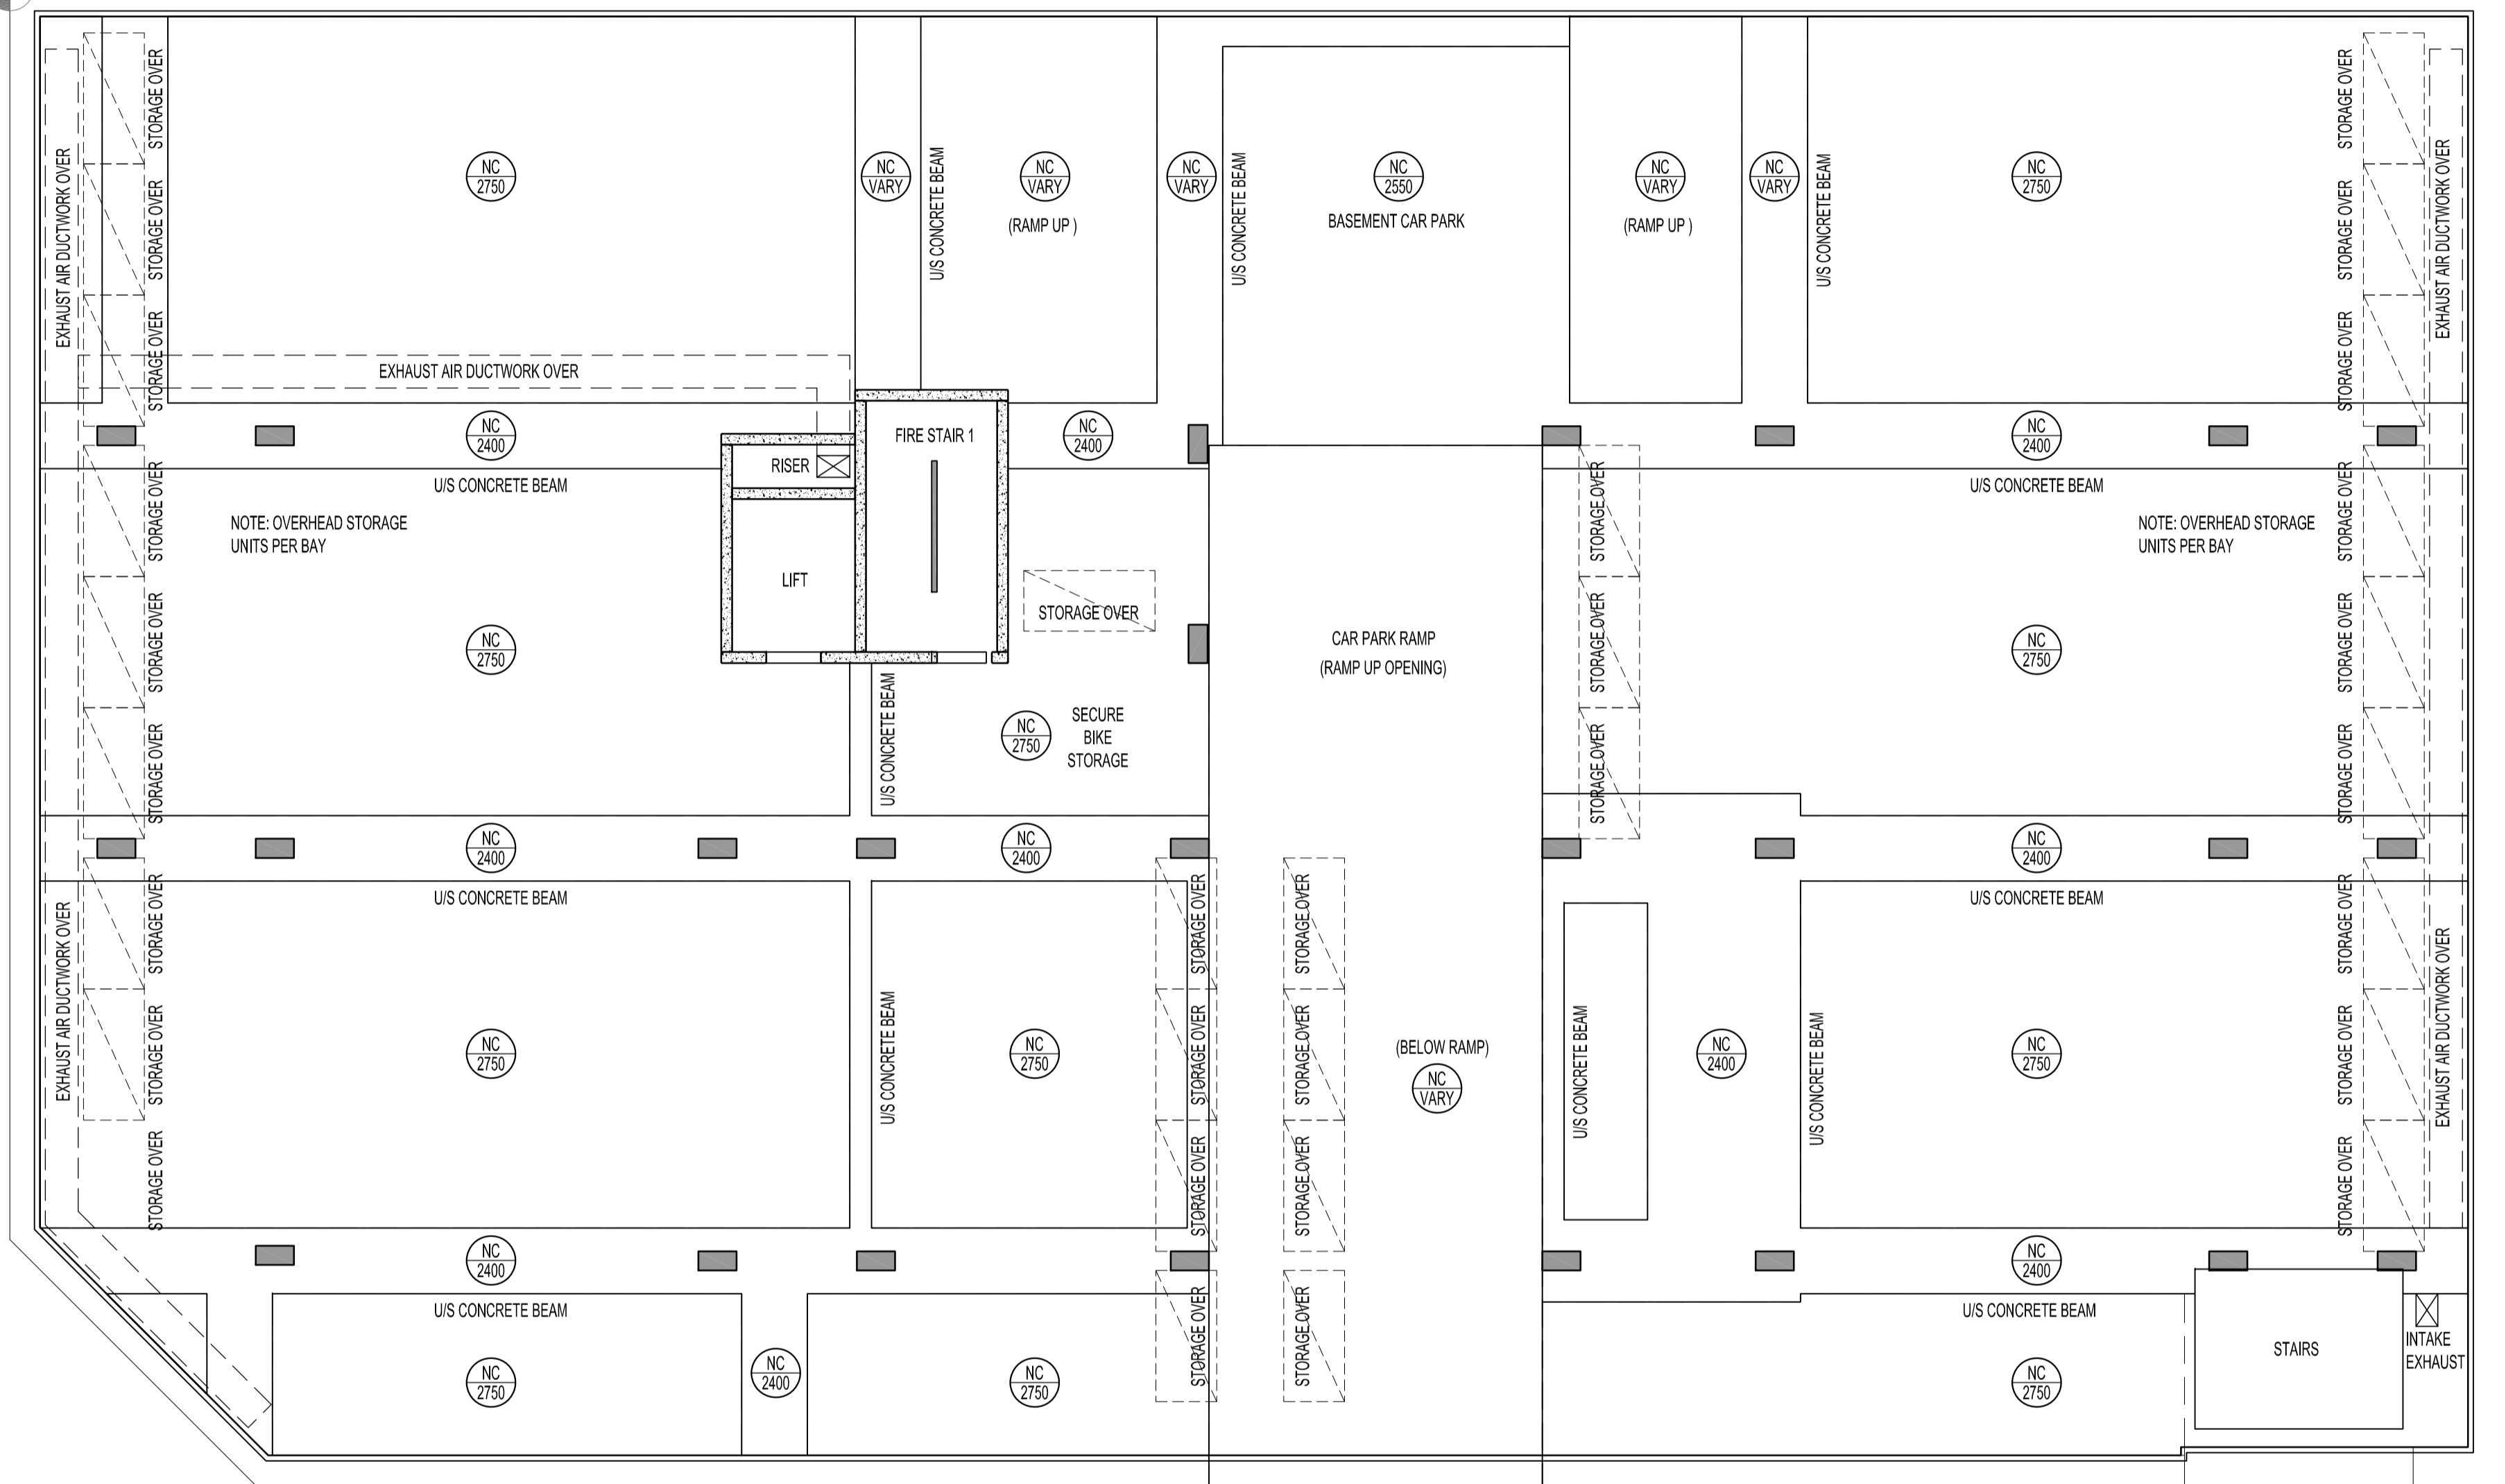 STORAGE OVER
STORAGE OVER
STORAGE OVER
EXHAUST AIR DUCTWORK OVER
NC
2750
NC
VARY
U/S CONCRETE BEAM
NC
VARY
(RAMP UP )
NC
VARY
U/S CONCRETE BEAM
NC
2550
BASEMENT CAR PARK
NC
VARY
(RAMP UP )
NC
VARY
U/S CONCRETE BEAM
NC
2750
STORAGE OVER
STORAGE OVER
STORAGE OVER
EXHAUST AIR DUCTWORK OVER
EXHAUST AIR DUCTWORK OVER
NC
2400
FIRE STAIR 1
NC
2400
NC
2400
RISER
U/S CONCRETE BEAM
U/S CONCRETE BEAM
NOTE: OVERHEAD STORAGE
UNITS PER BAY
NOTE: OVERHEAD STORAGE
UNITS PER BAY
STORAGE OVER
STORAGE OVER
STORAGE OVER
LIFT
STORAGE OVER
NC
2750
CAR PARK RAMP
(RAMP UP OPENING)
STORAGE OVER
STORAGE OVER
STORAGE OVER
NC
2750
STORAGE OVER
STORAGE OVER
STORAGE OVER
U/S CONCRETE BEAM
NC
2750
SECURE
BIKE
STORAGE
NC
2400
NC
2400
NC
2400
U/S CONCRETE BEAM
U/S CONCRETE BEAM
EXHAUST AIR DUCTWORK OVER
STORAGE OVER
STORAGE OVER
STORAGE OVER
NC
2750
U/S CONCRETE BEAM
NC
2750
STORAGE OVER
STORAGE OVER
STORAGE OVER
STORAGE OVER
STORAGE OVER
STORAGE OVER
(BELOW RAMP)
NC
VARY
U/S CONCRETE BEAM
NC
2400
U/S CONCRETE BEAM
NC
2750
STORAGE OVER
STORAGE OVER
STORAGE OVER
EXHAUST AIR DUCTWORK OVER
NC
2400
NC
2400
U/S CONCRETE BEAM
STORAGE OVER
STORAGE OVER
U/S CONCRETE BEAM
NC
2750
NC
2400
NC
2750
NC
2750
STAIRS
INTAKE
EXHAUST